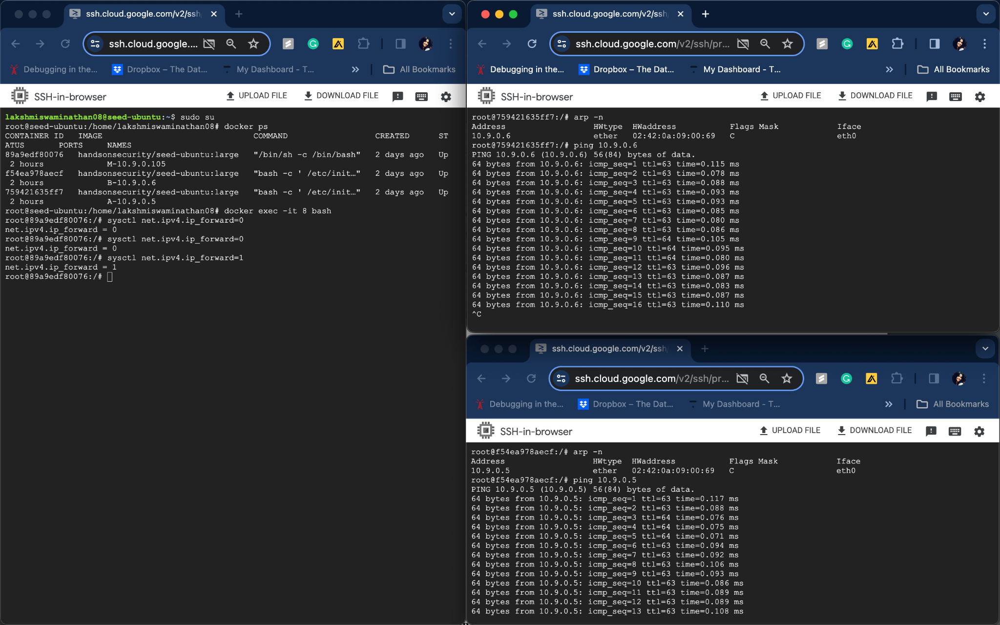 ssh.cloud.google.com/v2/ssh/
ssh.cloud.google....
Debugging in the...
Dropbox – The Dat...
My Dashboard - T...
All Bookmarks
SSH-in-browser
UPLOAD FILE
DOWNLOAD FILE
lakshmiswaminathan08@seed-ubuntu:~$ sudo su
root@seed-ubuntu:/home/lakshmiswaminathan08# docker ps
CONTAINER ID   IMAGE                               COMMAND                  CREATED      ST
ATUS       PORTS     NAMES
89a9edf80076   handsonsecurity/seed-ubuntu:large   "/bin/sh -c /bin/bash"   2 days ago   Up
 2 hours             M-10.9.0.105
f54ea978aecf   handsonsecurity/seed-ubuntu:large   "bash -c ' /etc/init…"   2 days ago   Up
 2 hours             B-10.9.0.6
759421635ff7   handsonsecurity/seed-ubuntu:large   "bash -c ' /etc/init…"   2 days ago   Up
 2 hours             A-10.9.0.5
root@seed-ubuntu:/home/lakshmiswaminathan08# docker exec -it 8 bash
root@89a9edf80076:/# sysctl net.ipv4.ip_forward=0
net.ipv4.ip_forward = 0
root@89a9edf80076:/# sysctl net.ipv4.ip_forward=0
net.ipv4.ip_forward = 0
root@89a9edf80076:/# sysctl net.ipv4.ip_forward=1
net.ipv4.ip_forward = 1
root@89a9edf80076:/#
ssh.cloud.google.com/v2/ssh/
ssh.cloud.google.com/v2/ssh/pr...
Debugging in the...
Dropbox – The Dat...
My Dashboard - T...
All Bookmarks
SSH-in-browser
UPLOAD FILE
DOWNLOAD FILE
root@759421635ff7:/# arp -n
Address                  HWtype  HWaddress           Flags Mask            Iface
10.9.0.6                 ether   02:42:0a:09:00:69   C                     eth0
root@759421635ff7:/# ping 10.9.0.6
PING 10.9.0.6 (10.9.0.6) 56(84) bytes of data.
64 bytes from 10.9.0.6: icmp_seq=1 ttl=63 time=0.115 ms
64 bytes from 10.9.0.6: icmp_seq=2 ttl=63 time=0.078 ms
64 bytes from 10.9.0.6: icmp_seq=3 ttl=63 time=0.088 ms
64 bytes from 10.9.0.6: icmp_seq=4 ttl=63 time=0.093 ms
64 bytes from 10.9.0.6: icmp_seq=5 ttl=63 time=0.093 ms
64 bytes from 10.9.0.6: icmp_seq=6 ttl=63 time=0.085 ms
64 bytes from 10.9.0.6: icmp_seq=7 ttl=63 time=0.080 ms
64 bytes from 10.9.0.6: icmp_seq=8 ttl=63 time=0.086 ms
64 bytes from 10.9.0.6: icmp_seq=9 ttl=64 time=0.105 ms
64 bytes from 10.9.0.6: icmp_seq=10 ttl=64 time=0.095 ms
64 bytes from 10.9.0.6: icmp_seq=11 ttl=64 time=0.080 ms
64 bytes from 10.9.0.6: icmp_seq=12 ttl=63 time=0.096 ms
64 bytes from 10.9.0.6: icmp_seq=13 ttl=63 time=0.087 ms
64 bytes from 10.9.0.6: icmp_seq=14 ttl=63 time=0.083 ms
64 bytes from 10.9.0.6: icmp_seq=15 ttl=63 time=0.087 ms
64 bytes from 10.9.0.6: icmp_seq=16 ttl=63 time=0.110 ms
^C
ssh.cloud.google.com/v2/ssh/
ssh.cloud.google.com/v2/ssh/pr...
Debugging in the...
Dropbox – The Dat...
My Dashboard - T...
All Bookmarks
SSH-in-browser
UPLOAD FILE
DOWNLOAD FILE
root@f54ea978aecf:/# arp -n
Address                  HWtype  HWaddress           Flags Mask            Iface
10.9.0.5                 ether   02:42:0a:09:00:69   C                     eth0
root@f54ea978aecf:/# ping 10.9.0.5
PING 10.9.0.5 (10.9.0.5) 56(84) bytes of data.
64 bytes from 10.9.0.5: icmp_seq=1 ttl=63 time=0.117 ms
64 bytes from 10.9.0.5: icmp_seq=2 ttl=63 time=0.088 ms
64 bytes from 10.9.0.5: icmp_seq=3 ttl=64 time=0.076 ms
64 bytes from 10.9.0.5: icmp_seq=4 ttl=64 time=0.075 ms
64 bytes from 10.9.0.5: icmp_seq=5 ttl=64 time=0.071 ms
64 bytes from 10.9.0.5: icmp_seq=6 ttl=63 time=0.094 ms
64 bytes from 10.9.0.5: icmp_seq=7 ttl=63 time=0.092 ms
64 bytes from 10.9.0.5: icmp_seq=8 ttl=63 time=0.106 ms
64 bytes from 10.9.0.5: icmp_seq=9 ttl=63 time=0.093 ms
64 bytes from 10.9.0.5: icmp_seq=10 ttl=63 time=0.086 ms
64 bytes from 10.9.0.5: icmp_seq=11 ttl=63 time=0.089 ms
64 bytes from 10.9.0.5: icmp_seq=12 ttl=63 time=0.089 ms
64 bytes from 10.9.0.5: icmp_seq=13 ttl=63 time=0.108 ms